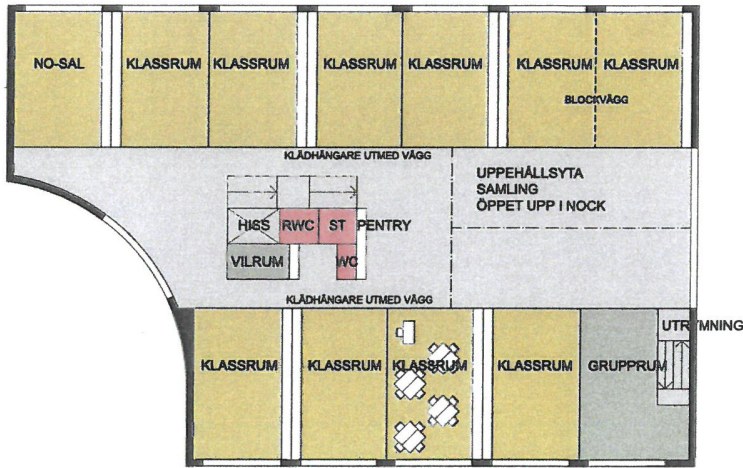 NO-SAL
KLASSRUM
KLASSRUM
KLASSRUM
KLASSRUM
KLASSRUM
KLASSRUM
BLOCKVÄGG
KLÄDHÄNGARE UTMED VÄGG
UPPEHÅLLSYTA
SAMLING
ÖPPET UPP I NOCK
HISS
RWC
ST
PENTRY
VILRUM
WC
KLÄDHÄNGARE UTMED VÄGG
UTRYMNING
KLASSRUM
KLASSRUM
KLASSRUM
KLASSRUM
GRUPPRUM